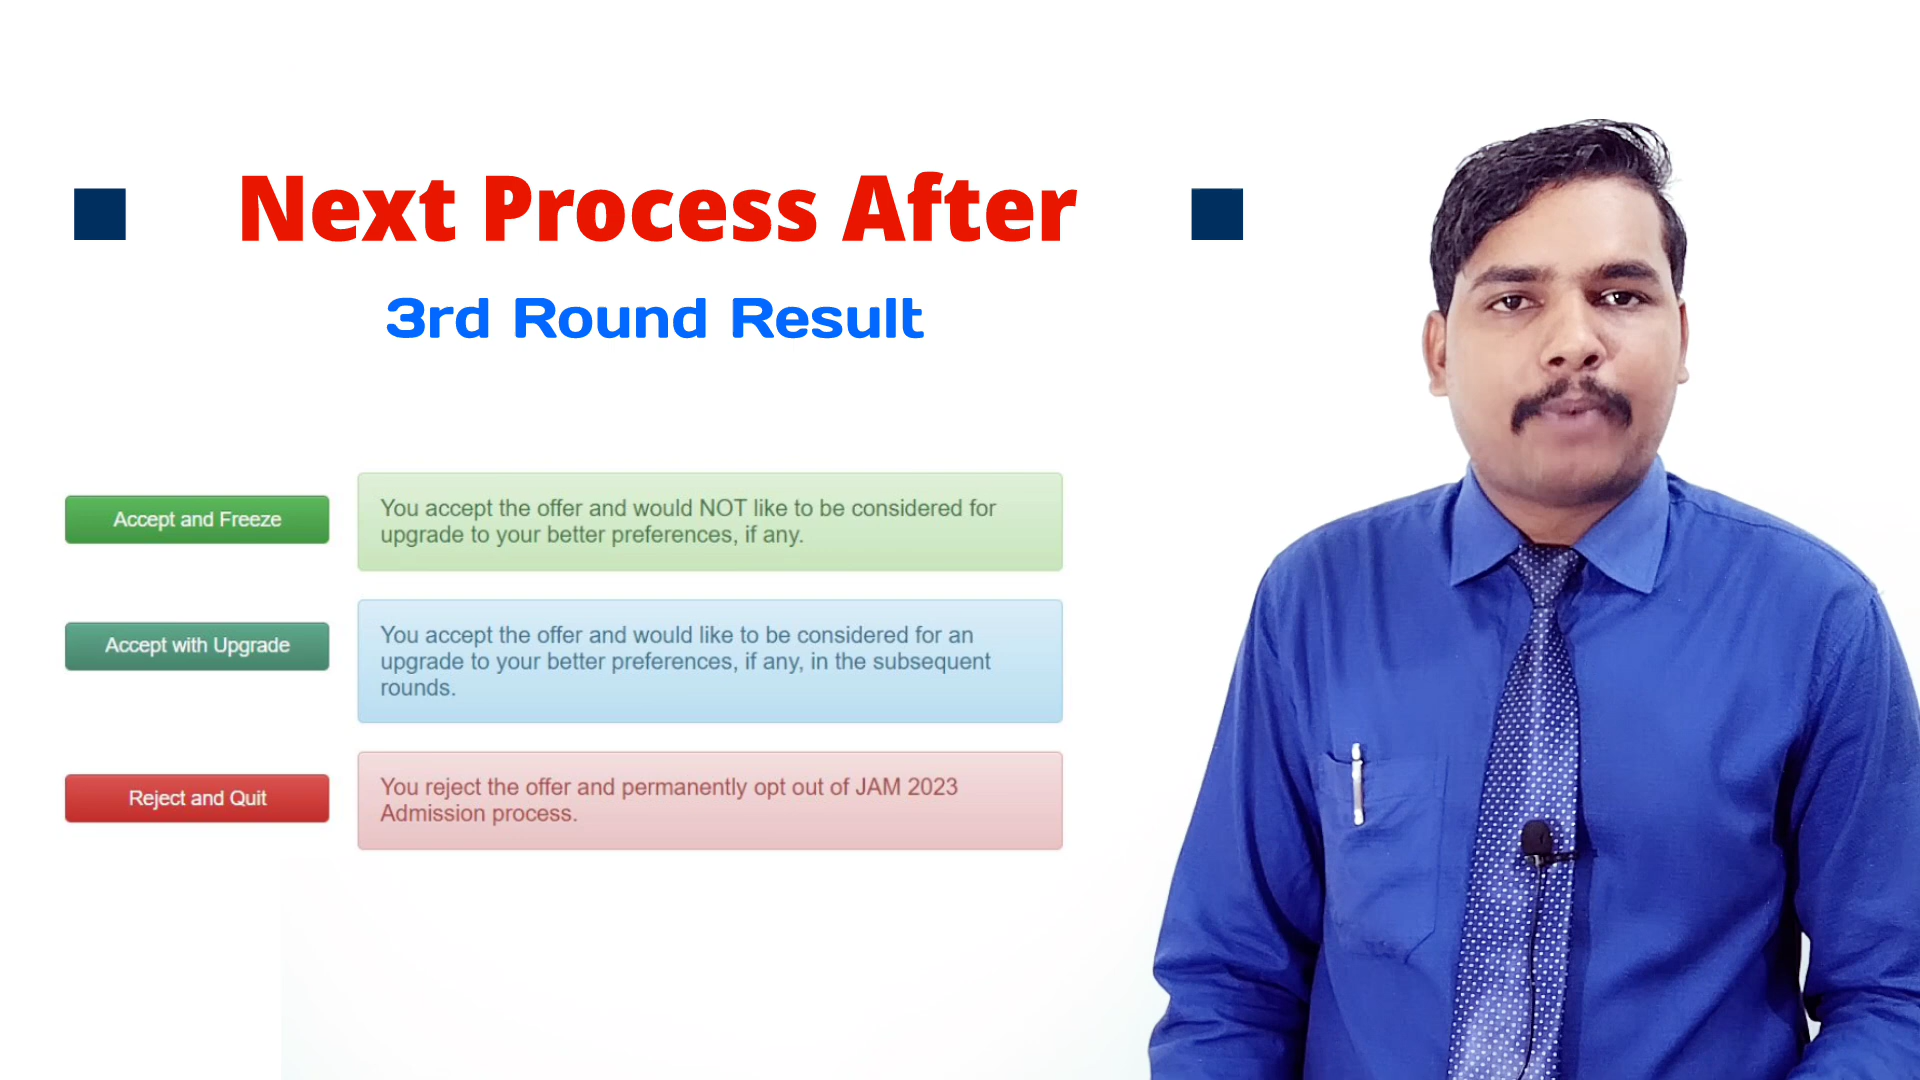 Next Process After
3rd Round Result
Accept and Freeze
You accept the offer and would NOT like to be considered for
upgrade to your better preferences, if any.
Accept with Upgrade
You accept the offer and would like to be considered for an
upgrade to your better preferences, if any, in the subsequent
rounds.
Reject and Quit
You reject the offer and permanently opt out of JAM 2023
Admission process.